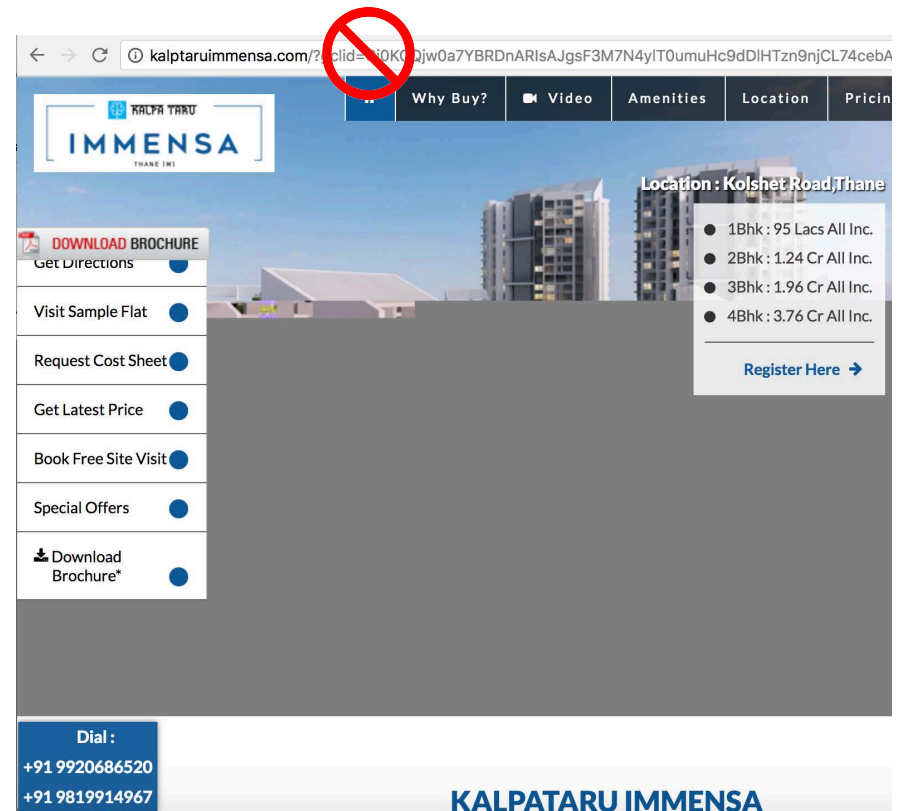 kalptaruimmensa.com/?
Why Buy?
Video
Amenities
Location
KALPA TARU
IMMENSA
THANE (W)
Location : Kolshet Road,Thane
1Bhk : 95 Lacs All Inc.
2Bhk : 1.24 Cr All Inc.
3Bhk : 1.96 Cr All Inc.
4Bhk : 3.76 Cr All Inc.
Register Here
DOWNLOAD BROCHURE
Get Directions
Visit Sample Flat
Request Cost Sheet
Get Latest Price
Book Free Site Visit
Special Offers
Download
Brochure*
Dial :
+91 9920686520
+91 9819914967
KALPATARU IMMENSA